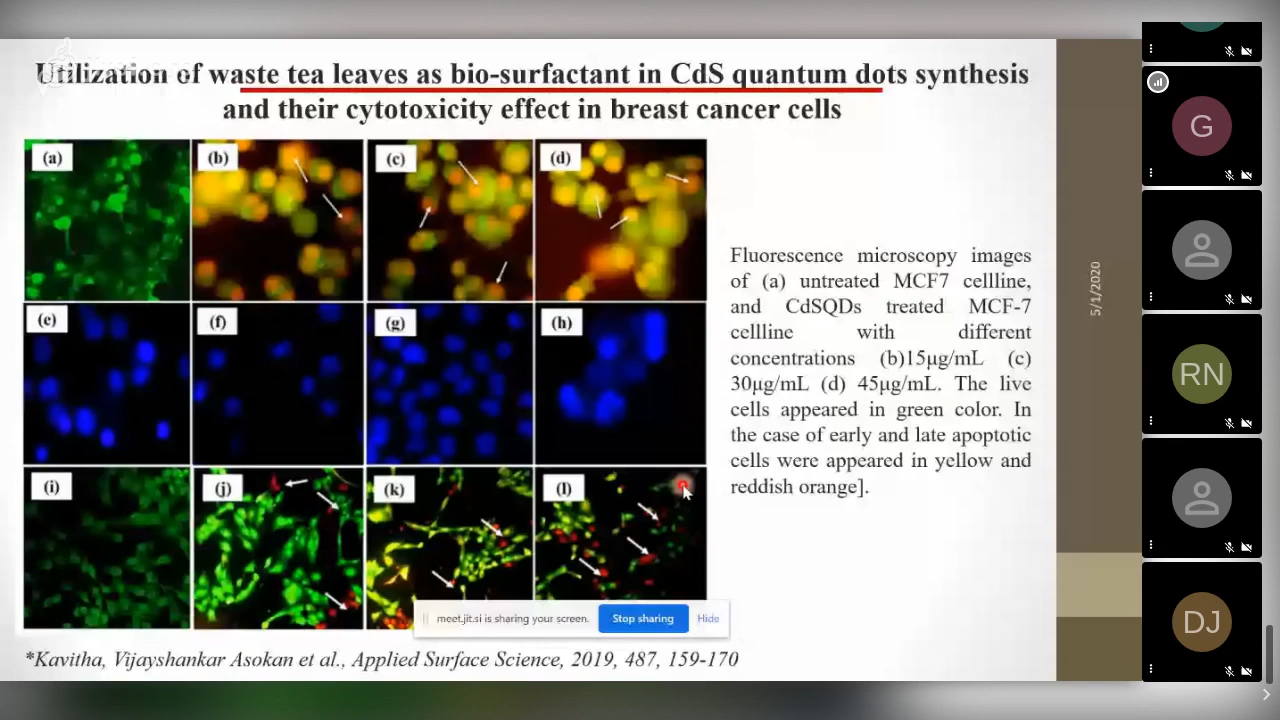 Utilization of waste tea leaves as bio-surfactant in CdS quantum dots synthesis
and their cytotoxicity effect in breast cancer cells
(a)
(b)
(c)
(d)
(e)
(f)
(g)
(h)
(i)
(j)
(k)
(l)
Fluorescence microscopy images
of (a) untreated MCF7 cellline,
and CdSQDs treated MCF-7
cellline with different
concentrations (b)15µg/mL (c)
30µg/mL (d) 45µg/mL. The live
cells appeared in green color. In
the case of early and late apoptotic
cells were appeared in yellow and
reddish orange].
meet.jit.si is sharing your screen.
Stop sharing
Hide
*Kavitha, Vijayshankar Asokan et al., Applied Surface Science, 2019, 487, 159-170
5/1/2020
G
RN
DJ